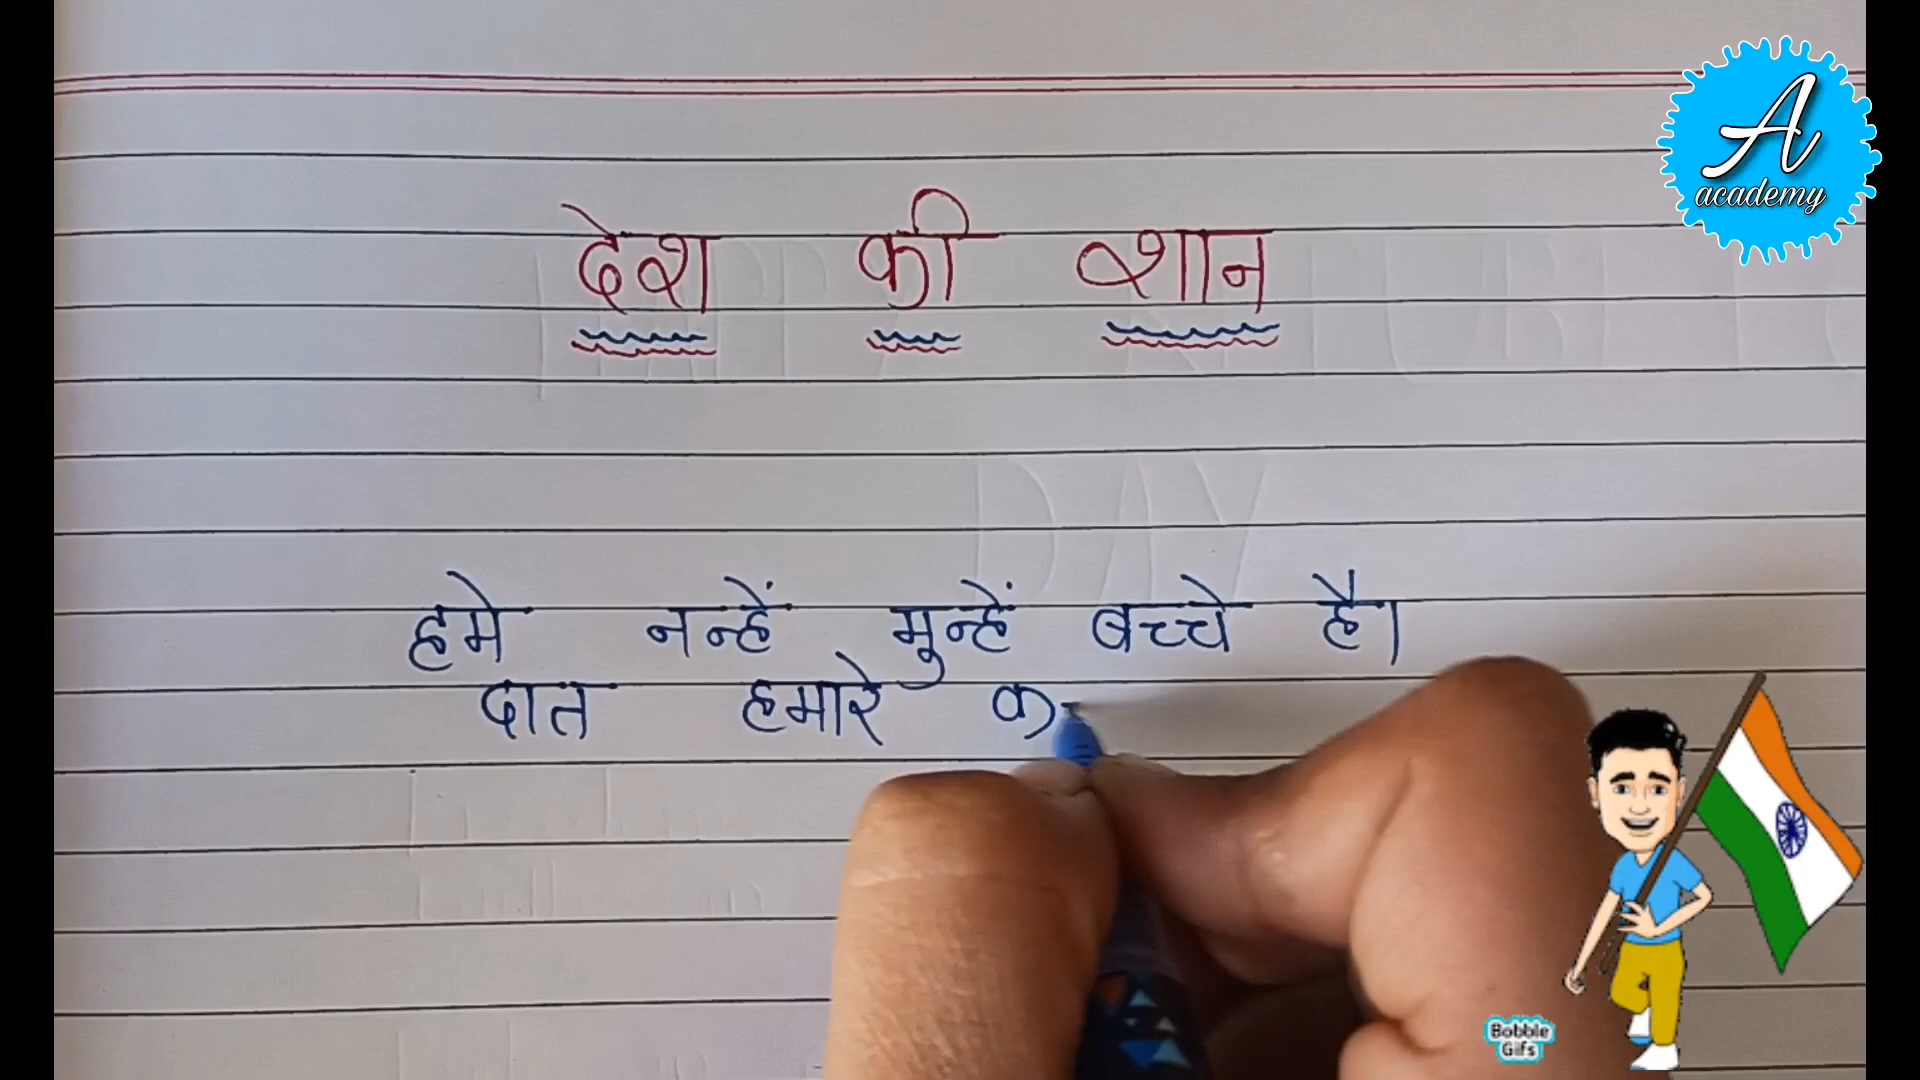 देश की शान
हमे नन्हें मुन्हें बच्चे है।
दात हमारे क
A
academy
Bobble
Gifs